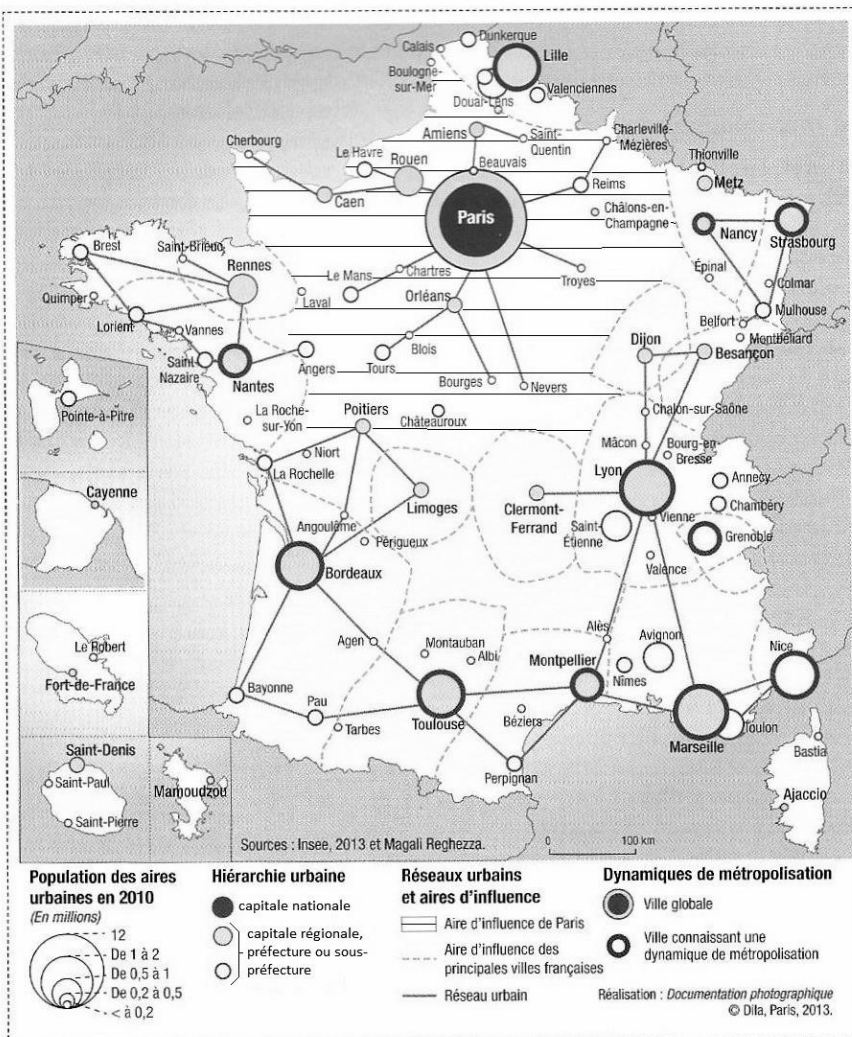 Dunkerque
Calais
Lille
Boulogne-
sur-Mer
Valenciennes
Douai-Lens
Amiens
Saint-
Quentin
Charleville-
Mézières
Cherbourg
Le Havre
Rouen
Beauvais
Thionville
Metz
Reims
Caen
Paris
Châlons-en-
Champagne
Nancy
Strasbourg
Brest
Saint-Brieuc
Rennes
Le Mans
Chartres
Troyes
Épinal
Colmar
Quimper
Laval
Orléans
Lorient
Vannes
Mulhouse
Belfort
Montbéliard
Saint-
Nazaire
Nantes
Angers
Blois
Tours
Dijon
Besançon
Bourges
Nevers
Pointe-à-Pitre
La Roche-
sur-Yon
Poitiers
Châteauroux
Chalon-sur-Saône
Niort
Mâcon
Bourg-en-
Bresse
La Rochelle
Lyon
Annecy
Cayenne
Limoges
Clermont-
Ferrand
Vienne
Chambéry
Angoulême
Saint-
Étienne
Grenoble
Périgueux
Valence
Bordeaux
Le Robert
Fort-de-France
Agen
Montauban
Albi
Alès
Avignon
Montpellier
Nîmes
Nice
Bayonne
Pau
Toulouse
Tarbes
Béziers
Marseille
Toulon
Saint-Denis
Saint-Paul
Saint-Pierre
Mamoudzou
Perpignan
Bastia
Ajaccio
Sources : Insee, 2013 et Magali Reghezza.
0 100 km
Population des aires
urbaines en 2010
(En millions)
12
De 1 à 2
De 0,5 à 1
De 0,2 à 0,5
< à 0,2
Hiérarchie urbaine
capitale nationale
capitale régionale,
préfecture ou sous-
préfecture
Réseaux urbains
et aires d'influence
Aire d'influence de Paris
Aire d'influence des
principales villes françaises
Réseau urbain
Dynamiques de métropolisation
Ville globale
Ville connaissant une
dynamique de métropolisation
Réalisation : Documentation photographique
© Dila, Paris, 2013.